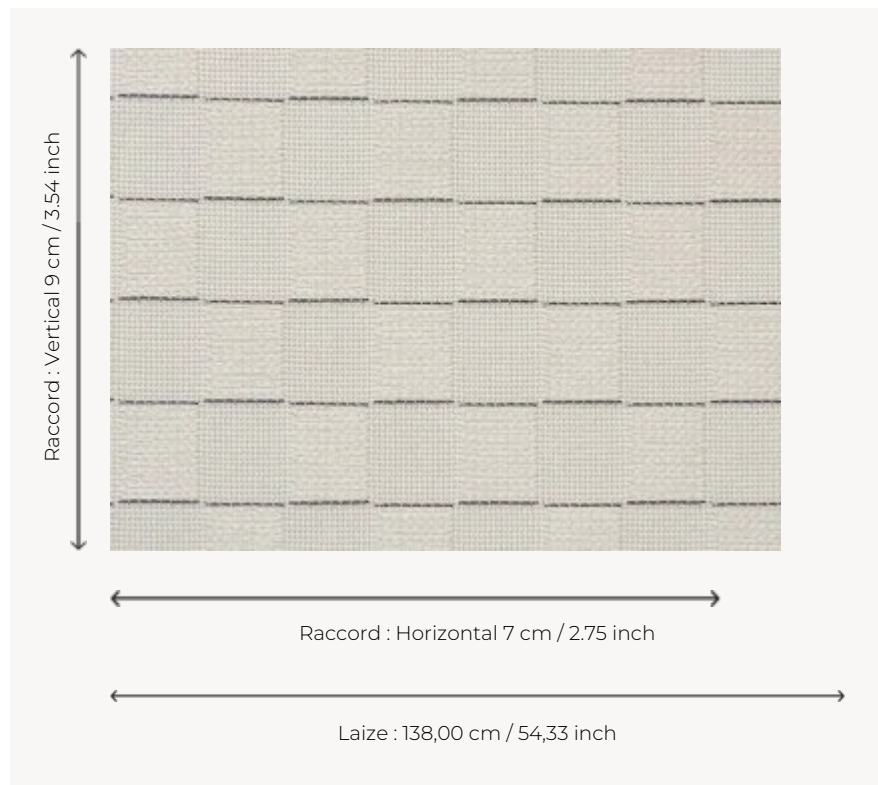 Raccord : Vertical 9 cm / 3.54 inch
Raccord : Horizontal 7 cm / 2.75 inch
Laize : 138,00 cm / 54,33 inch